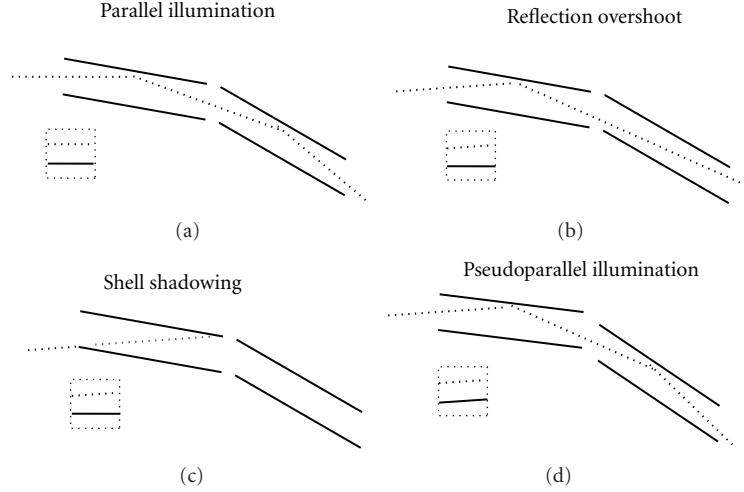 Parallel illumination
Reflection overshoot
(a)
(b)
Shell shadowing
Pseudoparallel illumination
(c)
(d)